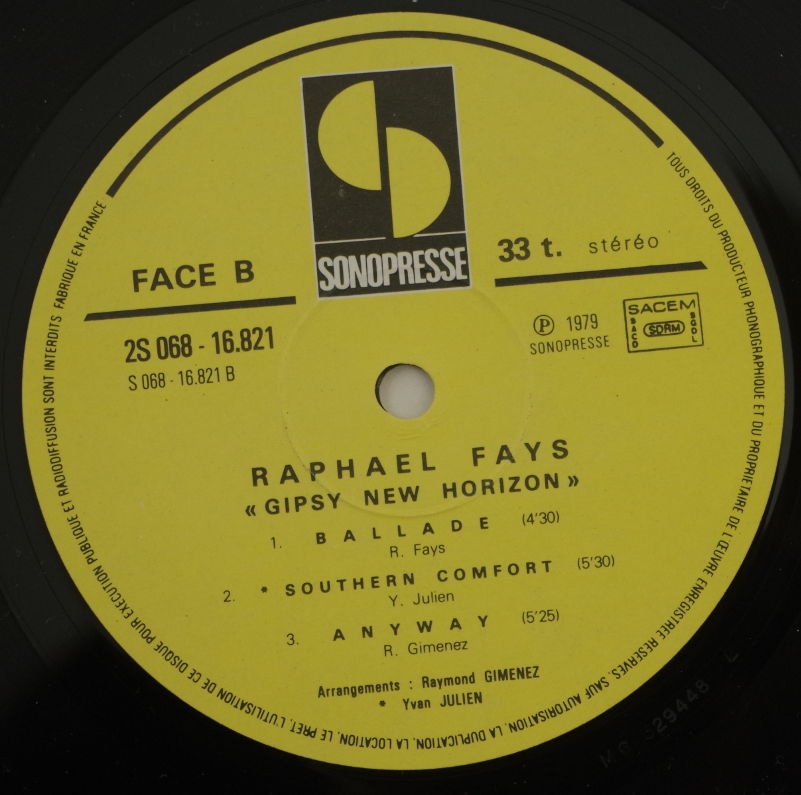 SONOPRESSE
FACE B
33 t. stéréo
2S 068 - 16.821
S 068 - 16.821 B
℗ 1979
SONOPRESSE
SACEM
SACD SDRM SGDL
RAPHAEL FAYS
«GIPSY NEW HORIZON»
1. BALLADE (4'30)
R. Fays
2. * SOUTHERN COMFORT (5'30)
Y. Julien
3. ANYWAY (5'25)
R. Gimenez
Arrangements : Raymond GIMENEZ
* Yvan JULIEN
TOUS DROITS DU PRODUCTEUR PHONOGRAPHIQUE ET DU PROPRIETAIRE DE L'ŒUVRE ENREGISTREE RESERVES. SAUF AUTORISATION, LA DUPLICATION, LA LOCATION, LE PRET, L'UTILISATION DE CE DISQUE POUR EXECUTION PUBLIQUE ET RADIODIFFUSION SONT INTERDITS FABRIQUE EN FRANCE